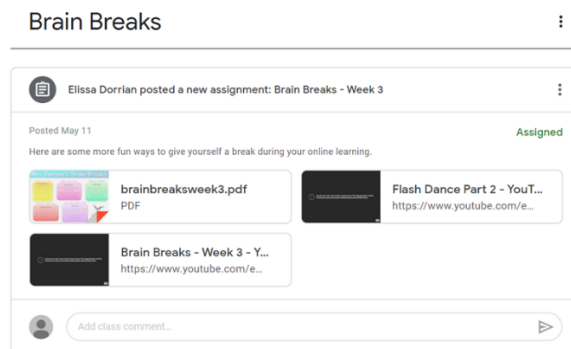 Brain Breaks
Elissa Dorrian posted a new assignment: Brain Breaks - Week 3
Posted May 11
Assigned
Here are some more fun ways to give yourself a break during your online learning.
brainbreaksweek3.pdf
PDF
Flash Dance Part 2 - YouT...
https://www.youtube.com/e...
Brain Breaks - Week 3 - Y...
https://www.youtube.com/e...
Add class comment...